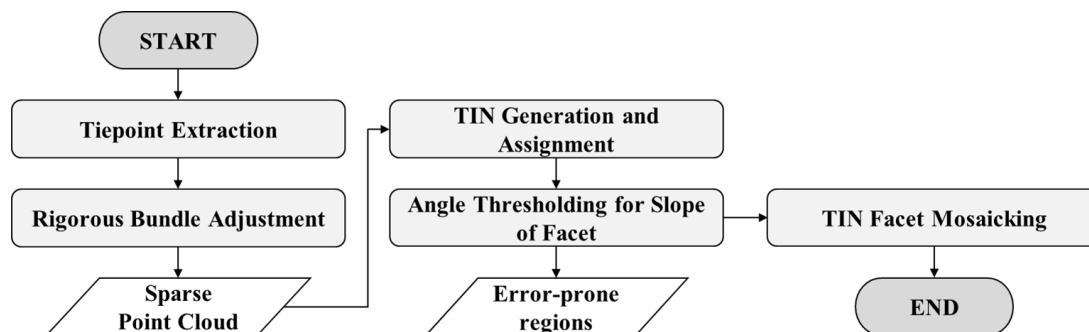 START
Tiepoint Extraction
Rigorous Bundle Adjustment
Sparse
Point Cloud
TIN Generation and
Assignment
Angle Thresholding for Slope
of Facet
Error-prone
regions
TIN Facet Mosaicking
END